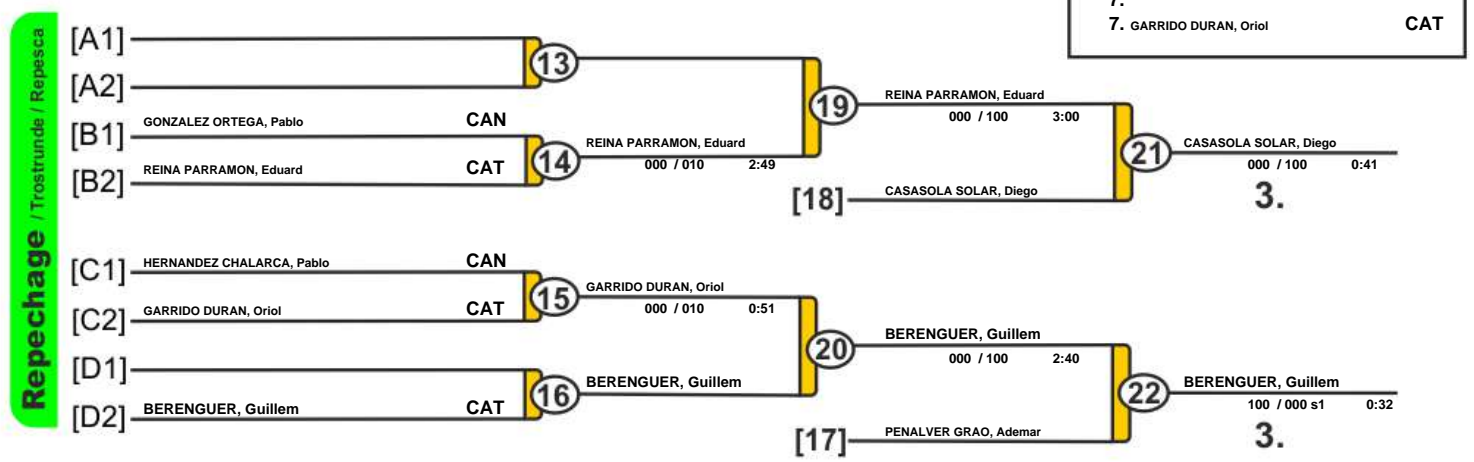 7.
7. GARRIDO DURAN, Oriol CAT
Repechage / Trostrunde / Repesca
[A1]
13
[A2]
19
REINA PARRAMON, Eduard
000 / 100 3:00
[B1] GONZALEZ ORTEGA, Pablo CAN
14
REINA PARRAMON, Eduard
000 / 010 2:49
[B2] REINA PARRAMON, Eduard CAT
21
CASASOLA SOLAR, Diego
000 / 100 0:41
3.
[18] CASASOLA SOLAR, Diego
[C1] HERNANDEZ CHALARCA, Pablo CAN
15
GARRIDO DURAN, Oriol
000 / 010 0:51
[C2] GARRIDO DURAN, Oriol CAT
20
BERENGUER, Guillem
000 / 100 2:40
[D1]
16
BERENGUER, Guillem
[D2] BERENGUER, Guillem CAT
22
BERENGUER, Guillem
100 / 000 s1 0:32
3.
[17] PENALVER GRAO, Ademar